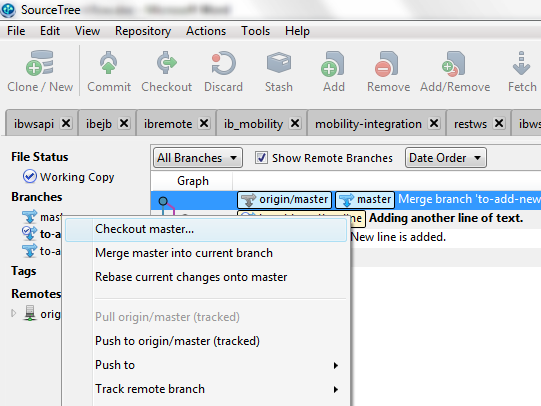 SourceTree
File Edit View Repository Actions Tools Help
Clone / New Commit Checkout Discard Stash Add Remove Add/Remove Fetch
ibwsapi ibejb ibremote ib_mobility mobility-integration restws ibws
File Status
Working Copy
Branches
mast
to-a
to-a
Tags
Remotes
orig
All Branches Show Remote Branches Date Order
Graph
origin/master master Merge branch 'to-add-new
Adding another line of text.
New line is added.
Checkout master...
Merge master into current branch
Rebase current changes onto master
Pull origin/master (tracked)
Push to origin/master (tracked)
Push to
Track remote branch